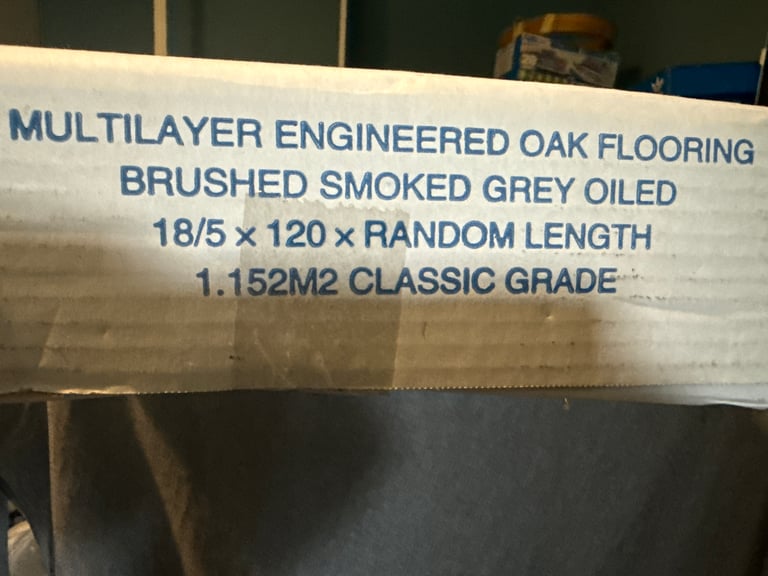 MULTILAYER ENGINEERED OAK FLOORING
BRUSHED SMOKED GREY OILED
18/5 x 120 x RANDOM LENGTH
1.152M2 CLASSIC GRADE